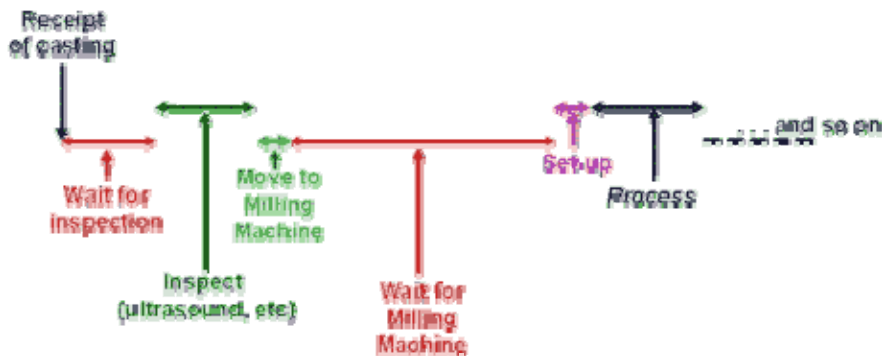 Receipt
of casting
and so on
Set-up
Move to
Milling
Machine
Wait for
inspection
Process
Inspect
(ultrasound, etc)
Wait for
Milling
Machine